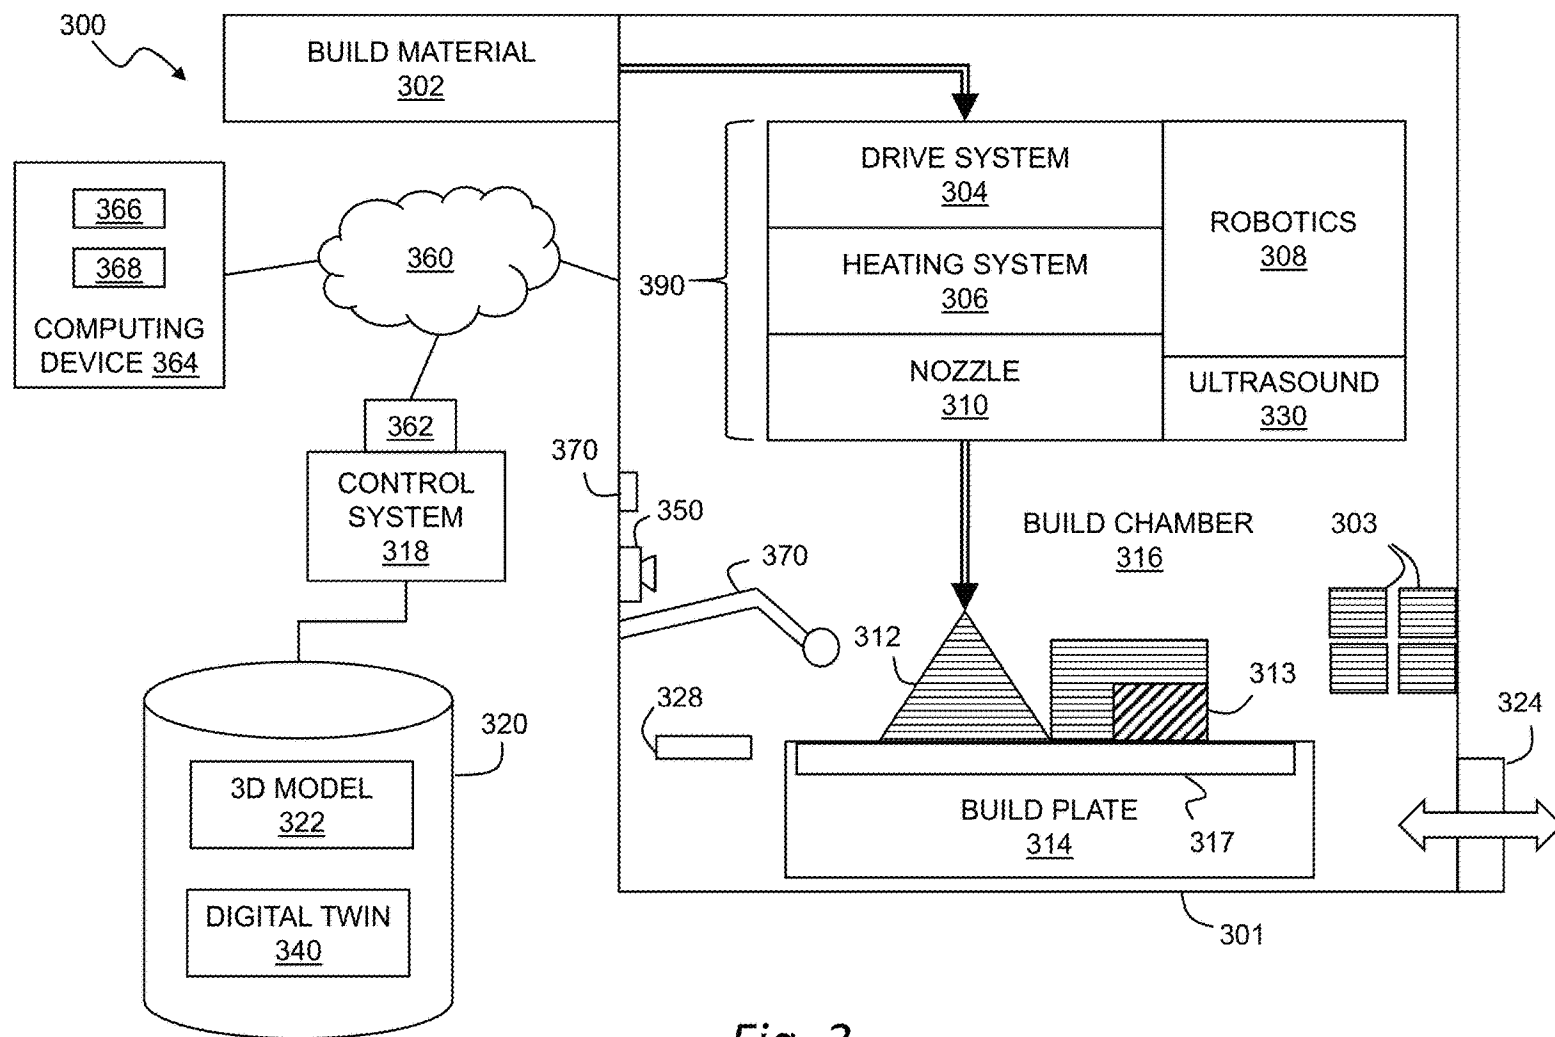 300
BUILD MATERIAL
302
DRIVE SYSTEM
304
ROBOTICS
308
366
368
COMPUTING
DEVICE 364
360
390
HEATING SYSTEM
306
NOZZLE
310
ULTRASOUND
330
362
CONTROL
SYSTEM
318
370
350
370
BUILD CHAMBER
316
303
312
313
328
324
320
3D MODEL
322
BUILD PLATE
314
317
DIGITAL TWIN
340
301